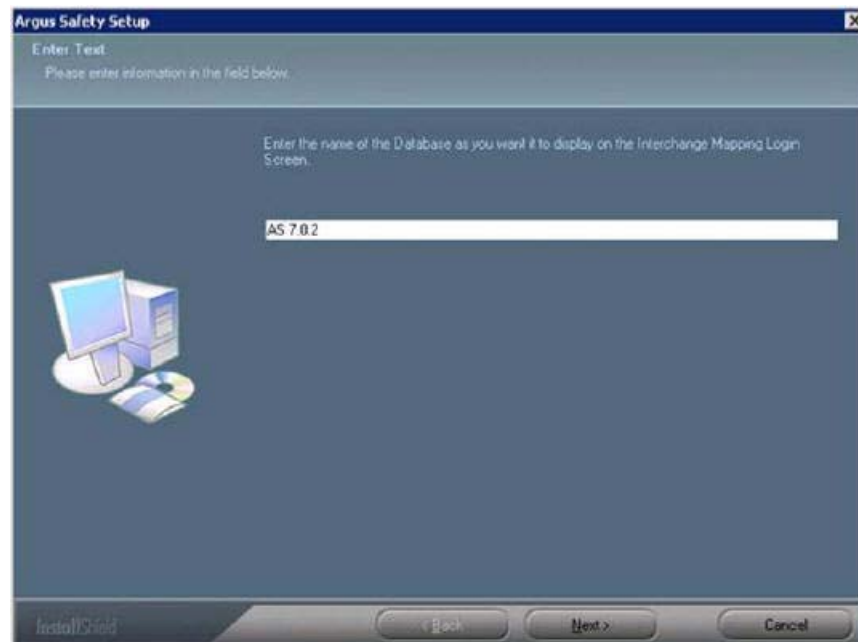 Argus Safety Setup
Enter Text
Please enter information in the field below.
Enter the name of the Database as you want it to display on the Interchange Mapping Login
Screen.
AS 7.0.2
InstallShield
< Back
Next >
Cancel